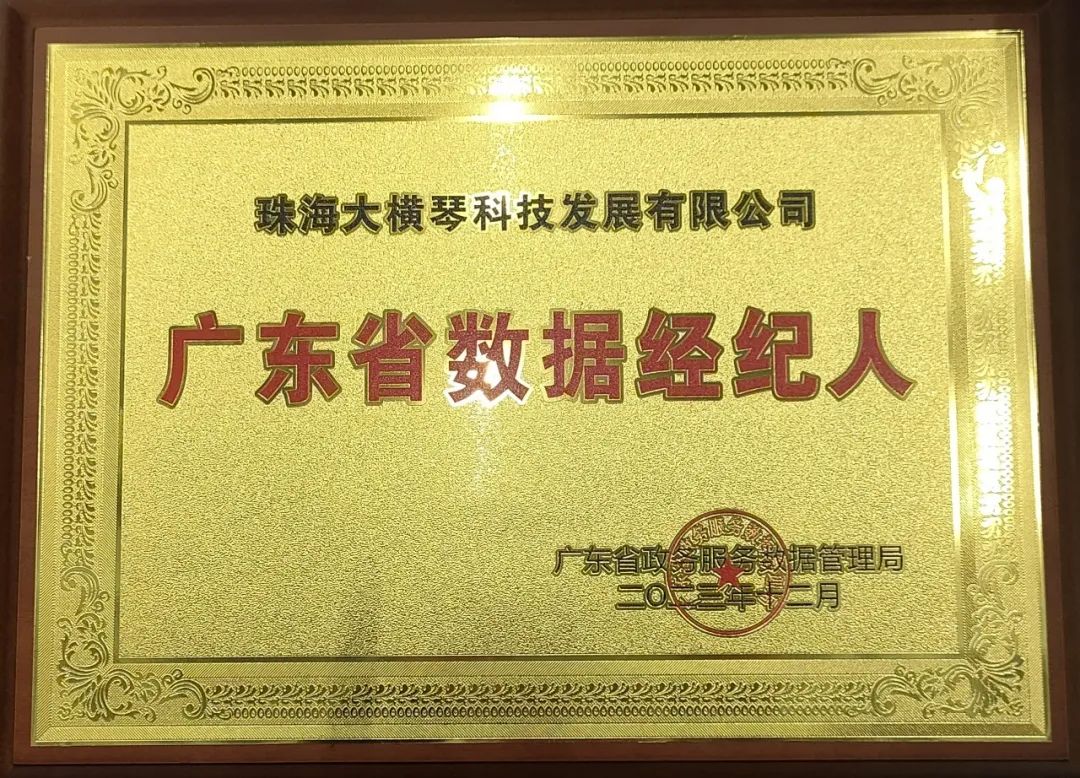 珠海大横琴科技发展有限公司
广东省数据经纪人
广东省政务服务数据管理局
二〇二三年十二月